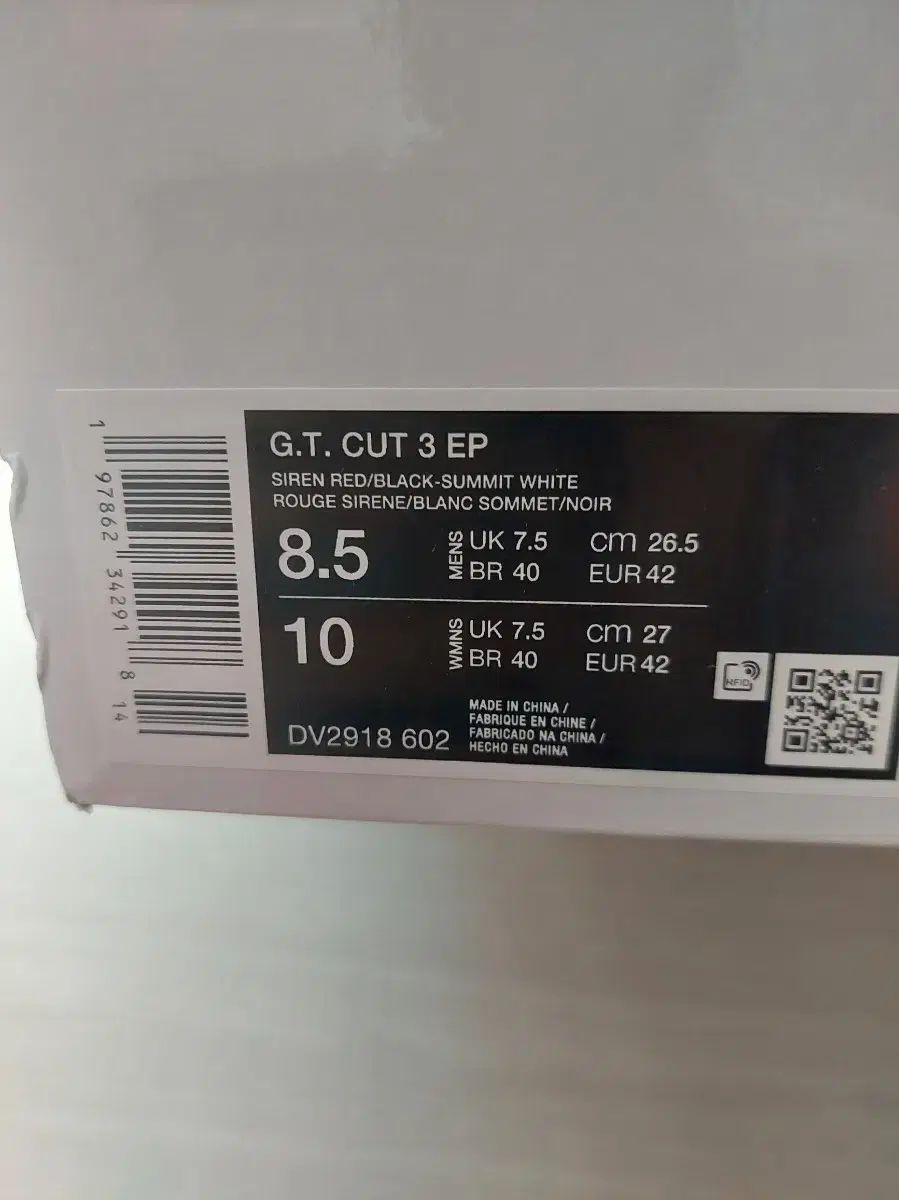 G.T. CUT 3 EP
SIREN RED/BLACK-SUMMIT WHITE
ROUGE SIRENE/BLANC SOMMET/NOIR
8.5 MENS UK 7.5 cm 26.5
BR 40 EUR 42
10 WMNS UK 7.5 cm 27
BR 40 EUR 42
DV2918 602
MADE IN CHINA /
FABRIQUE EN CHINE /
FABRICADO NA CHINA /
HECHO EN CHINA
RFID
1 97862 34291 8 14